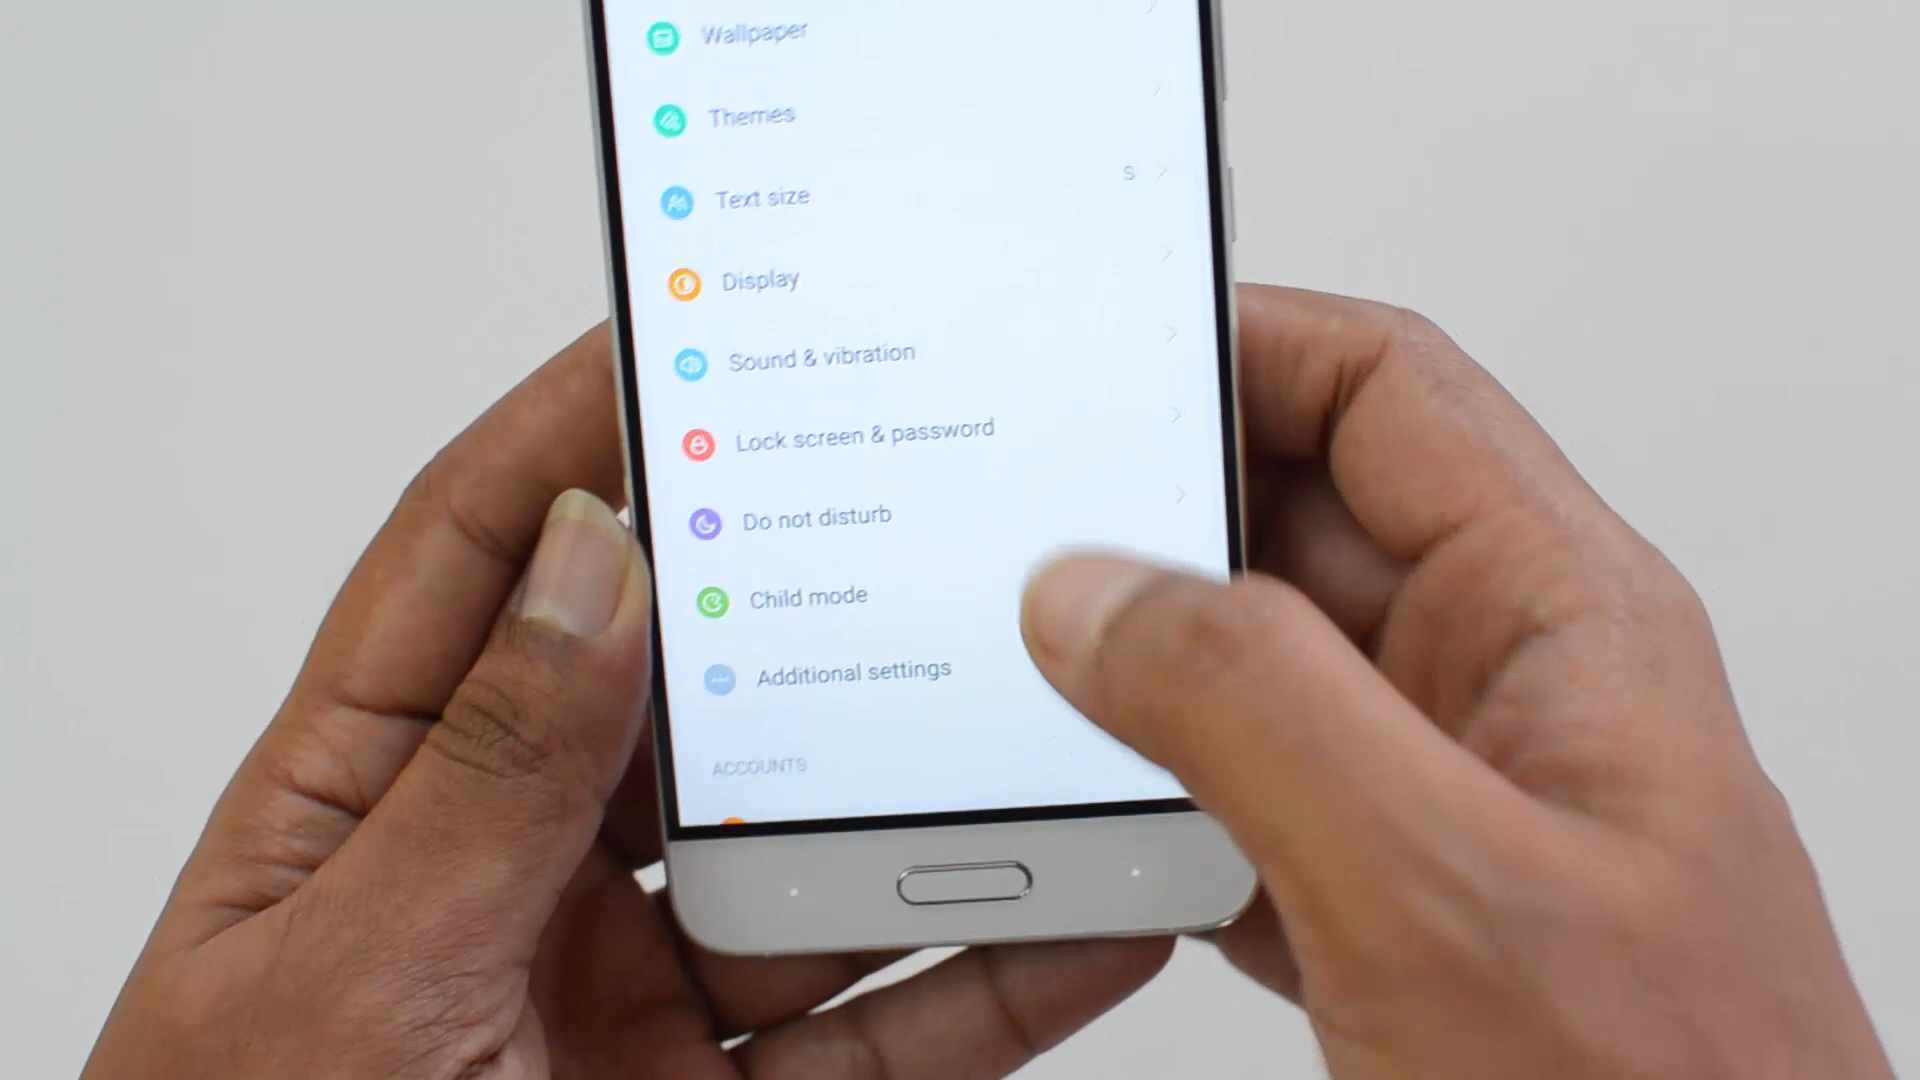 Wallpaper
Themes
Text size
S
Display
Sound & vibration
Lock screen & password
Do not disturb
Child mode
Additional settings
ACCOUNTS